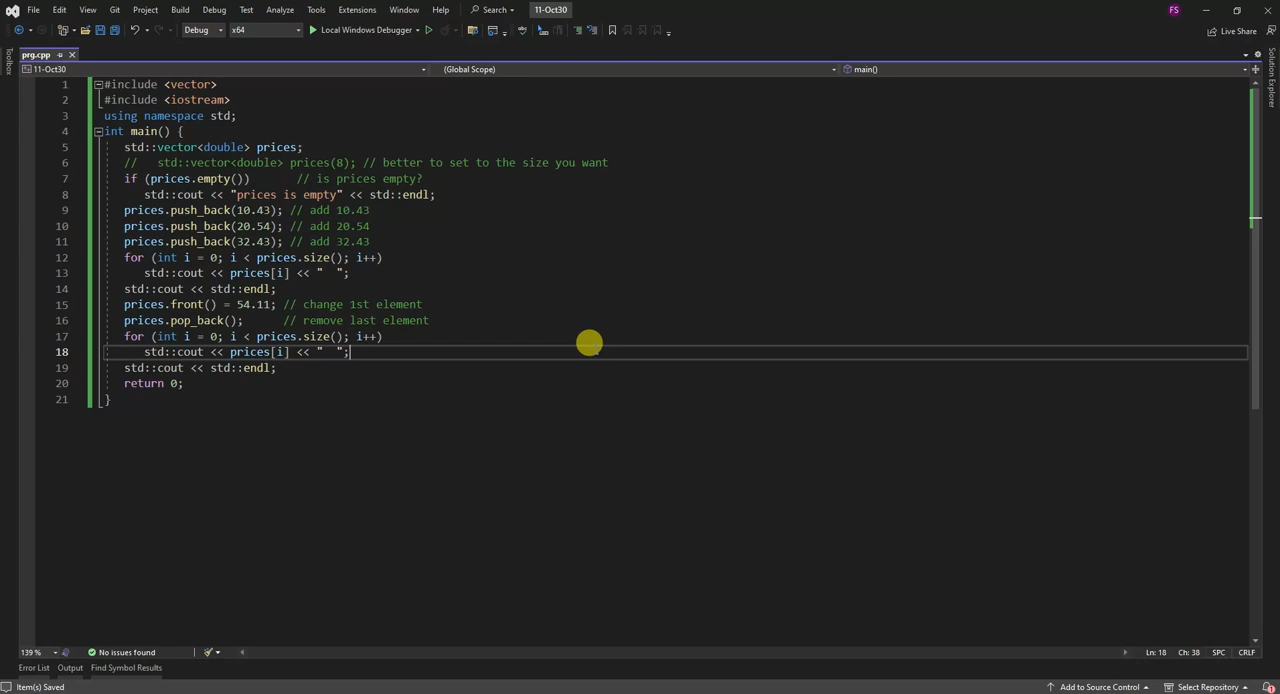 File Edit View Git Project Build Debug Test Analyze Tools Extensions Window Help Search 11-Oct30 FS
Debug x64 Local Windows Debugger Live Share
prg.cpp
11-Oct30 (Global Scope) main()
Toolbox
Solution Explorer
1 #include <vector>
2 #include <iostream>
3 using namespace std;
4 int main() {
5 std::vector<double> prices;
6 //   std::vector<double> prices(8); // better to set to the size you want
7 if (prices.empty())       // is prices empty?
8 std::cout << "prices is empty" << std::endl;
9 prices.push_back(10.43); // add 10.43
10 prices.push_back(20.54); // add 20.54
11 prices.push_back(32.43); // add 32.43
12 for (int i = 0; i < prices.size(); i++)
13 std::cout << prices[i] << "  ";
14 std::cout << std::endl;
15 prices.front() = 54.11; // change 1st element
16 prices.pop_back();      // remove last element
17 for (int i = 0; i < prices.size(); i++)
18 std::cout << prices[i] << "  ";
19 std::cout << std::endl;
20 return 0;
21 }
139 % No issues found Ln: 18 Ch: 38 SPC CRLF
Error List Output Find Symbol Results
Item(s) Saved Add to Source Control Select Repository